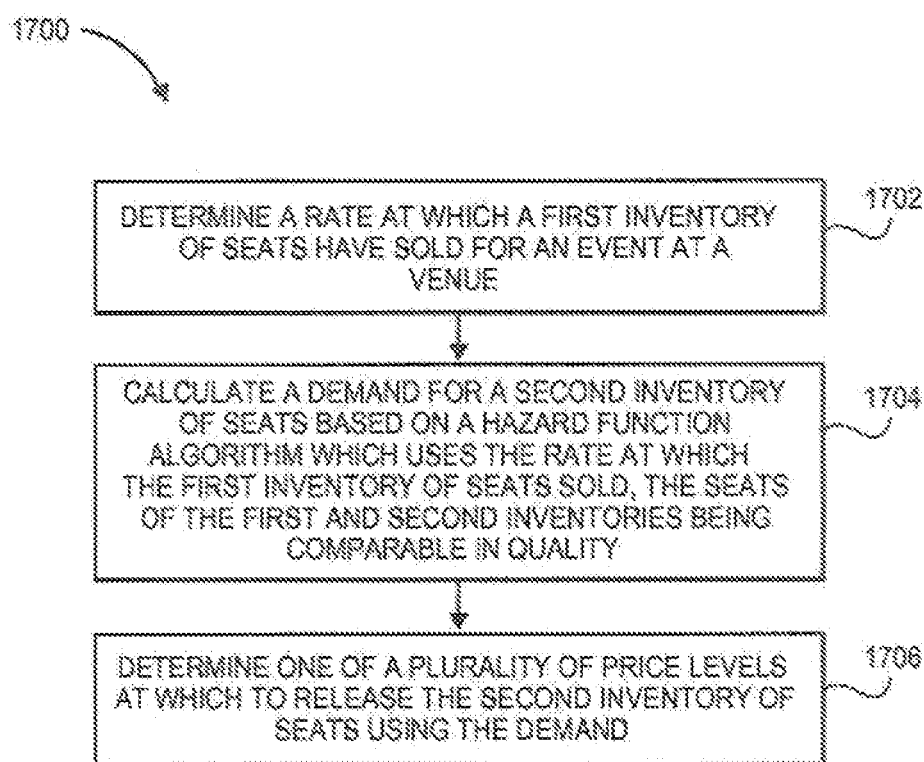 1700
DETERMINE A RATE AT WHICH A FIRST INVENTORY
OF SEATS HAVE SOLD FOR AN EVENT AT A
VENUE
1702
CALCULATE A DEMAND FOR A SECOND INVENTORY
OF SEATS BASED ON A HAZARD FUNCTION
ALGORITHM WHICH USES THE RATE AT WHICH
THE FIRST INVENTORY OF SEATS SOLD, THE SEATS
OF THE FIRST AND SECOND INVENTORIES BEING
COMPARABLE IN QUALITY
1704
DETERMINE ONE OF A PLURALITY OF PRICE LEVELS
AT WHICH TO RELEASE THE SECOND INVENTORY OF
SEATS USING THE DEMAND
1706